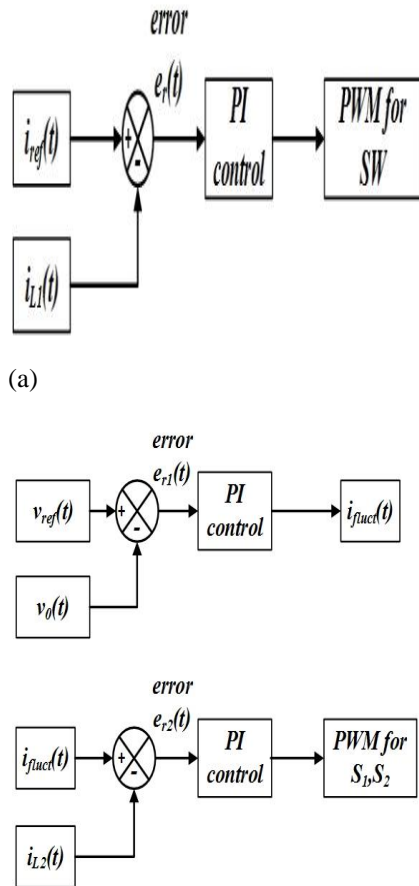 error
e_r(t)
i_ref(t)
+
-
PI
control
PWM for
SW
i_L1(t)
(a)
error
e_r1(t)
v_ref(t)
+
-
PI
control
i_fluct(t)
v_0(t)
error
e_r2(t)
i_fluct(t)
+
-
PI
control
PWM for
S_1,S_2
i_L2(t)